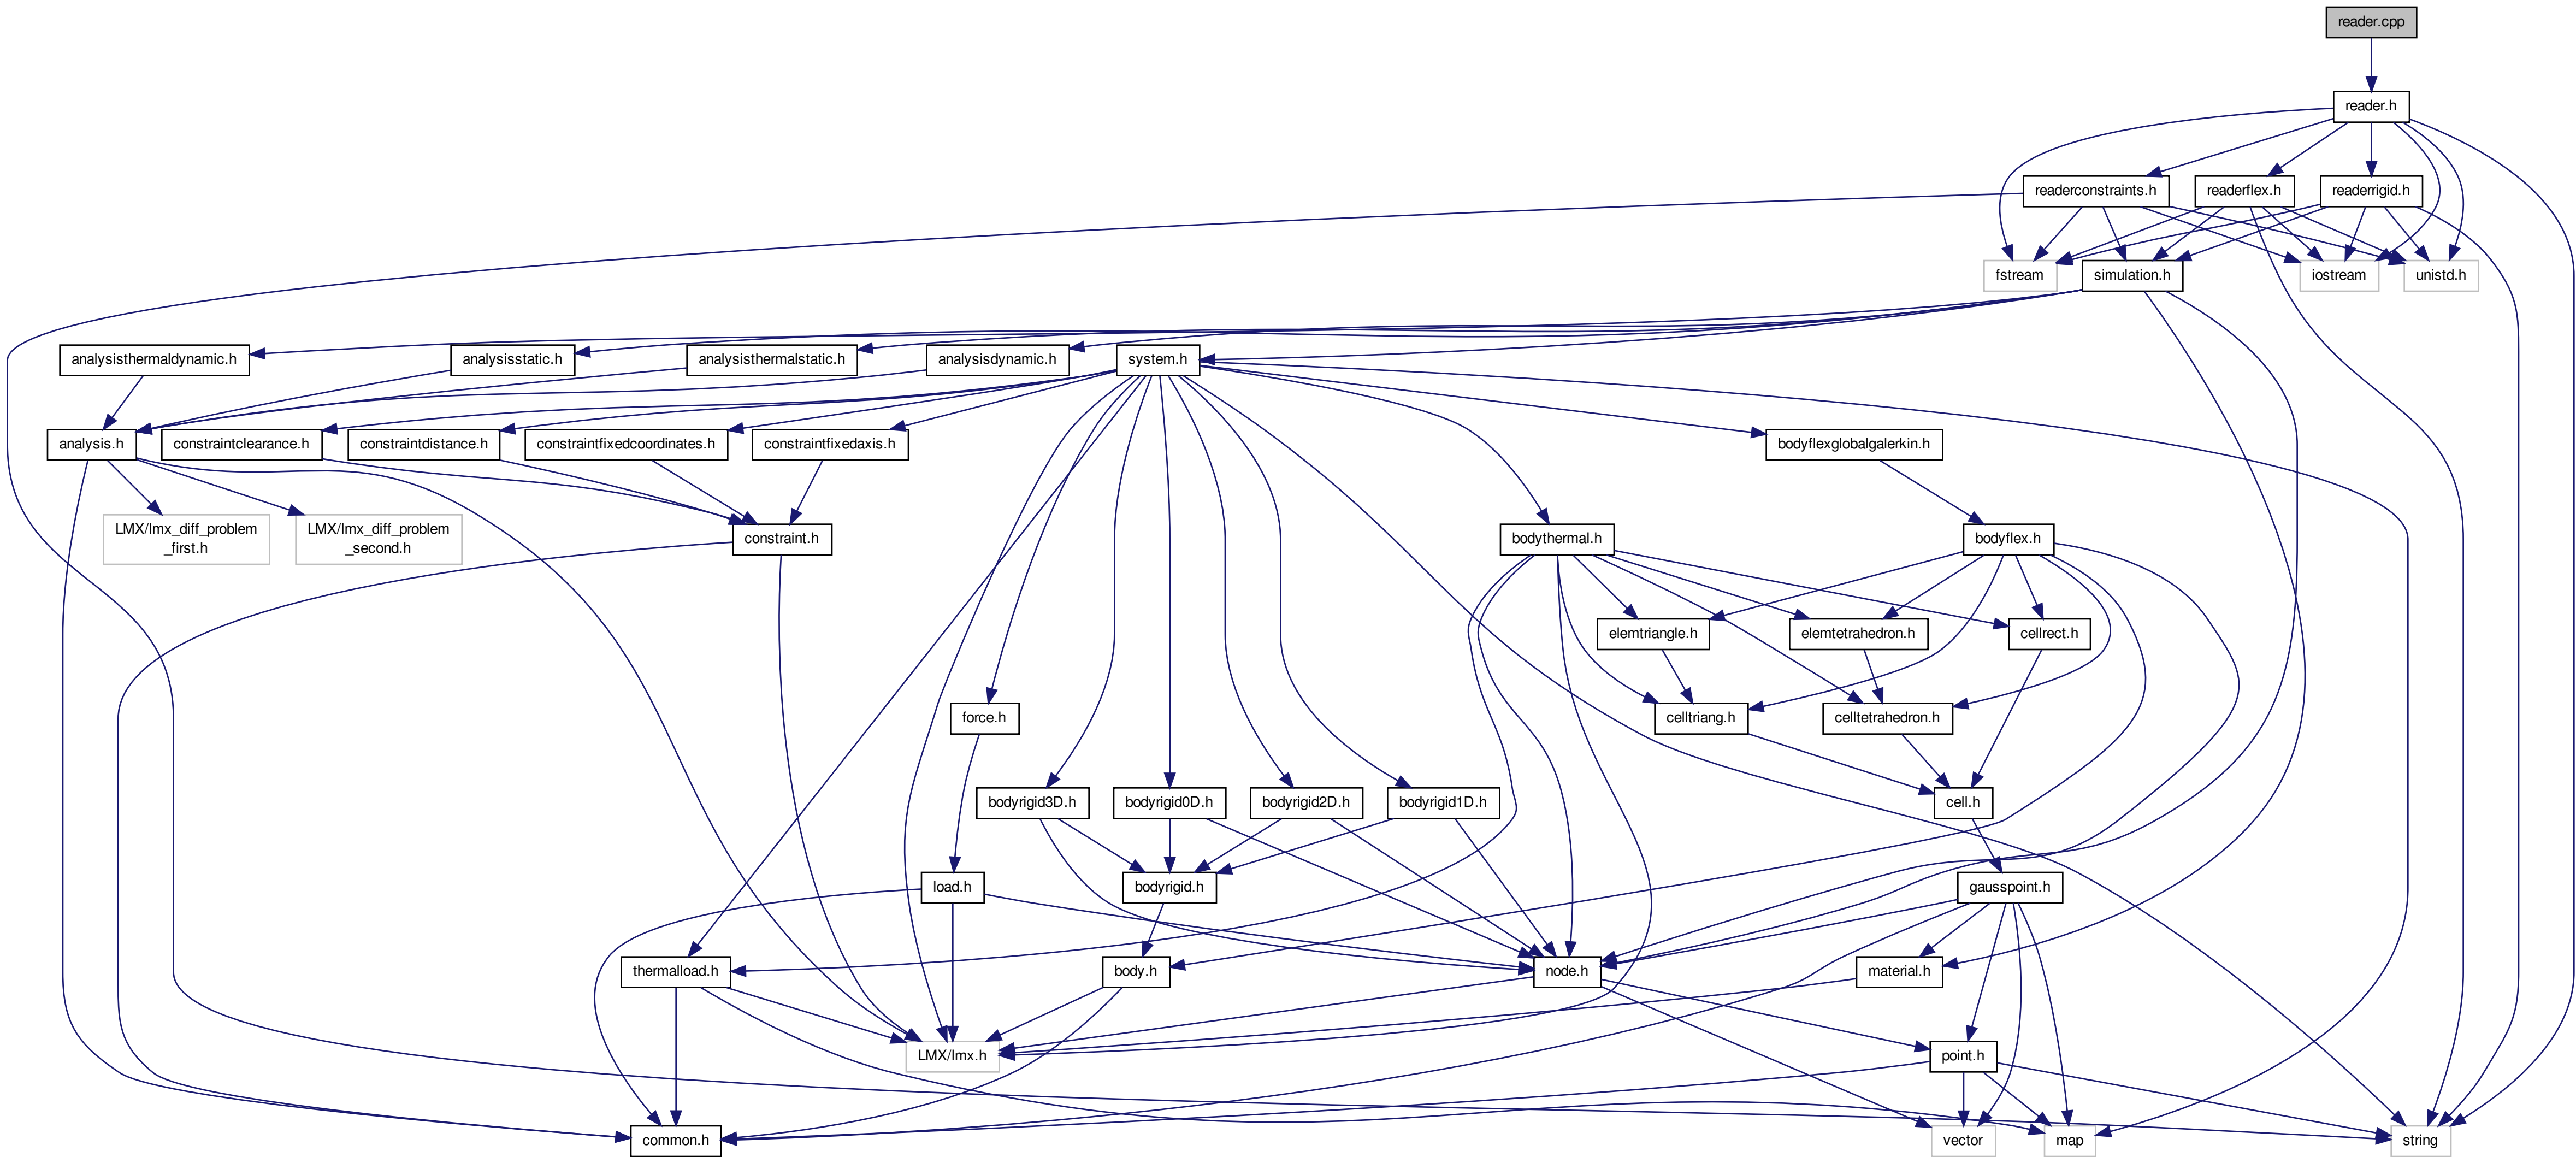 reader.cpp
reader.h
readerconstraints.h
readerflex.h
readerrigid.h
fstream
simulation.h
iostream
unistd.h
analysisthermaldynamic.h
analysisstatic.h
analysisthermalstatic.h
analysisdynamic.h
system.h
analysis.h
constraintclearance.h
constraintdistance.h
constraintfixedcoordinates.h
constraintfixedaxis.h
bodyflexglobalgalerkin.h
LMX/lmx_diff_problem
_first.h
LMX/lmx_diff_problem
_second.h
constraint.h
bodythermal.h
bodyflex.h
elemtriangle.h
elemtetrahedron.h
cellrect.h
force.h
celltriang.h
celltetrahedron.h
bodyrigid3D.h
bodyrigid0D.h
bodyrigid2D.h
bodyrigid1D.h
cell.h
load.h
bodyrigid.h
gausspoint.h
thermalload.h
body.h
node.h
material.h
LMX/lmx.h
point.h
common.h
vector
map
string